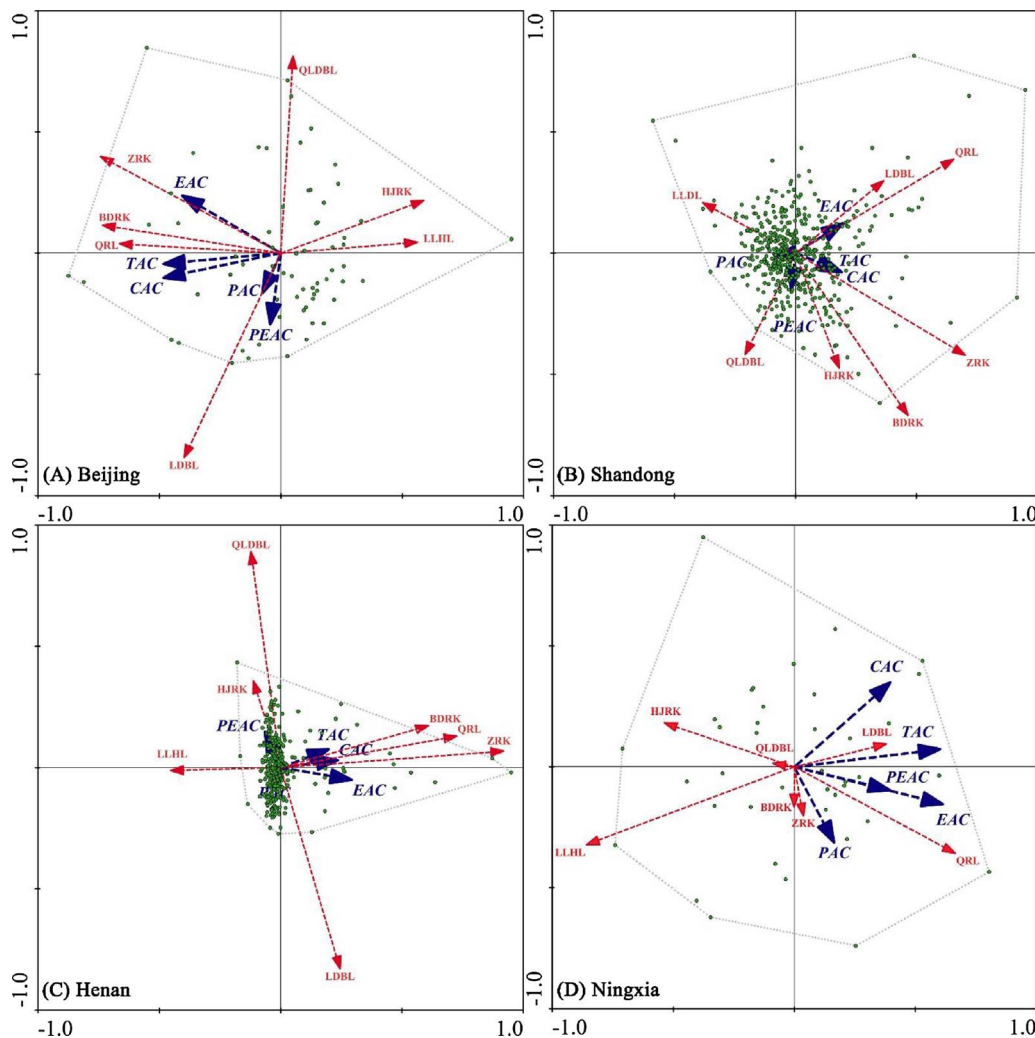 1.0
QLDBL
ZRK
EAC
HJRK
BDRK
QRL
LLHL
TAC
CAC
PAC
PEAC
LDBL
(A) Beijing
-1.0
-1.0
1.0
1.0
QRL
LDBL
LLDL
EAC
PAC
TAC
CAC
PEAC
QLDBL
HJRK
ZRK
BDRK
(B) Shandong
-1.0
-1.0
1.0
1.0
QLDBL
HJRK
PEAC
BDRK
TAC
QRL
CAC
ZRK
LLHL
EAC
LDBL
(C) Henan
-1.0
-1.0
1.0
1.0
CAC
HJRK
LDBL
TAC
QLDBL
PEAC
BDRK
ZRK
EAC
PAC
LLHL
QRL
(D) Ningxia
-1.0
-1.0
1.0